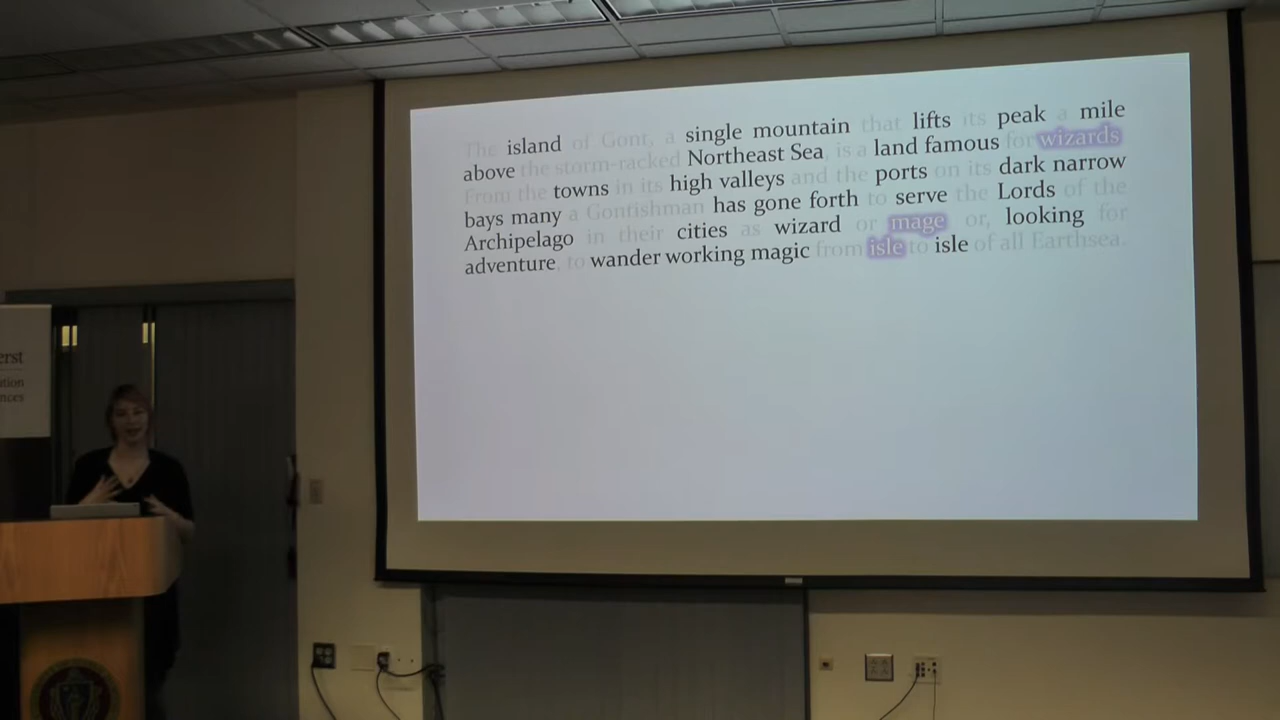 The island of Gont, a single mountain that lifts its peak a mile
above the storm-racked Northeast Sea, is a land famous for wizards
From the towns in its high valleys and the ports on its dark narrow
bays many a Gontishman has gone forth to serve the Lords of the
Archipelago in their cities as wizard or mage or, looking for
adventure, to wander working magic from isle to isle of all Earthsea.
erst
ation
nces